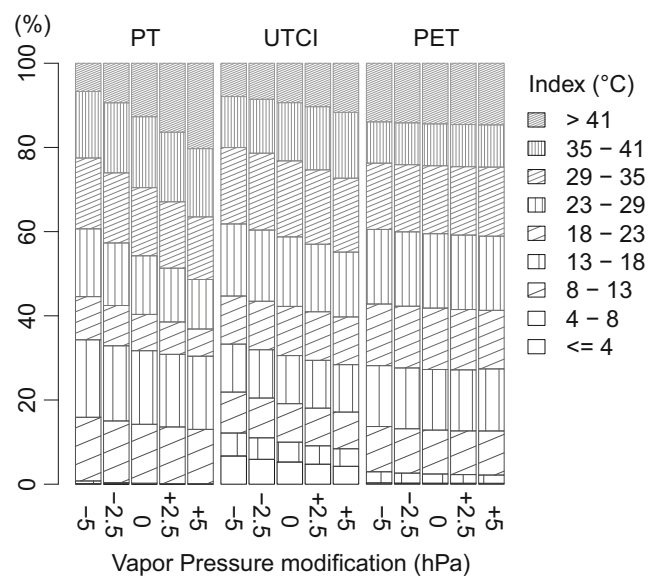 (%)
PT UTCI PET
100
80
60
40
20
0
Index (°C)
> 41
35 − 41
29 − 35
23 − 29
18 − 23
13 − 18
8 − 13
4 − 8
<= 4
−5 −2.5 0 +2.5 +5 −5 −2.5 0 +2.5 +5 −5 −2.5 0 +2.5 +5
Vapor Pressure modification (hPa)